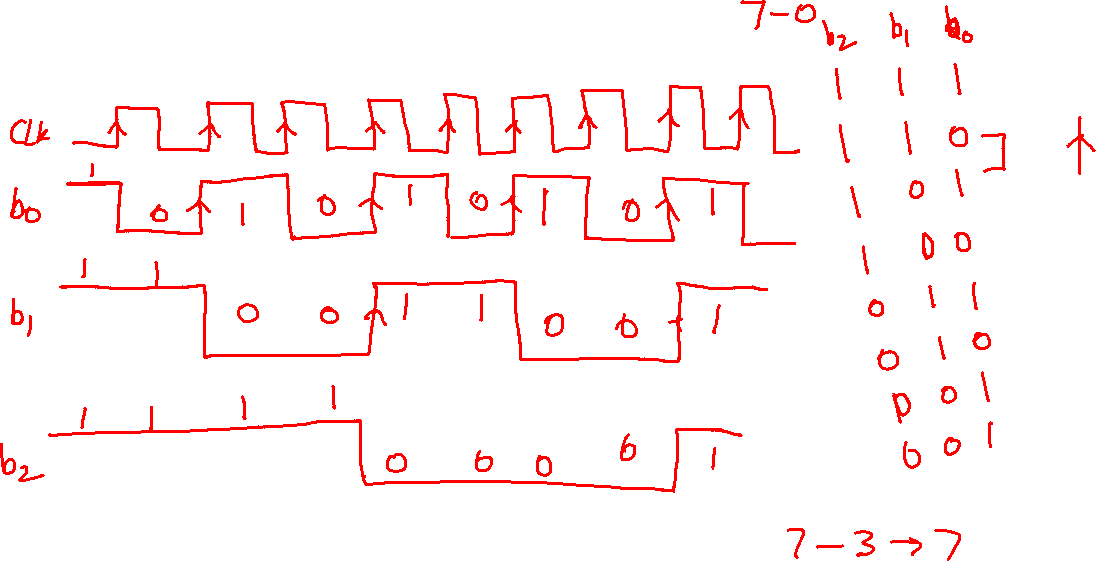 7-0
b2 b1 b0
1 1 1
Clk
1 1 0
1 0 1
b0 1 0 1 0 1 0 1 0 1
1 0 0
b1 1 1 0 0 1 1 0 0 1
0 1 1
0 1 0
0 0 1
b2 1 1 1 1 0 0 0 0 1
0 0 1
7-3→7